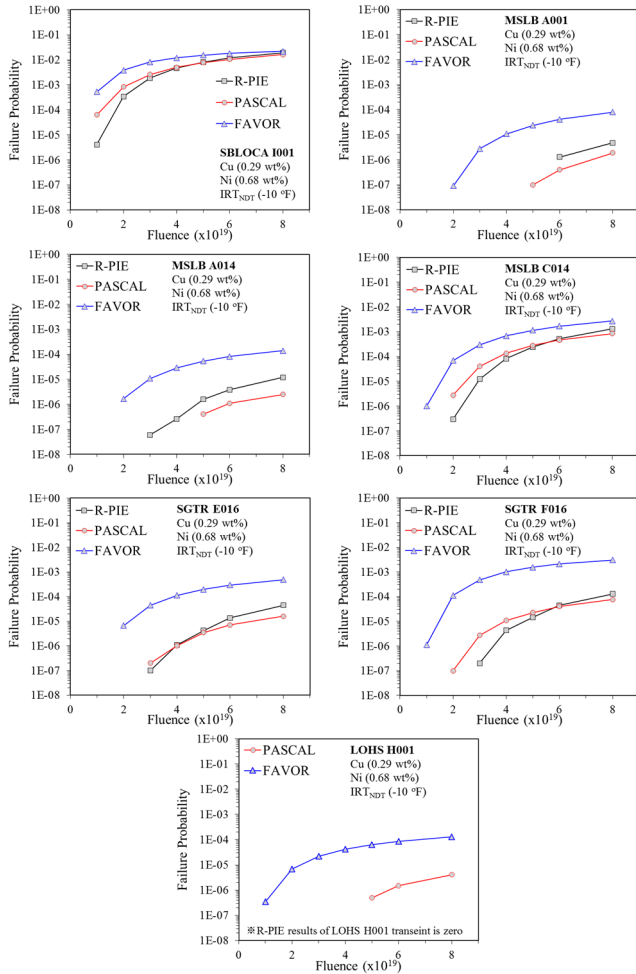 1E+00
1E-01
1E-02
1E-03
1E-04
1E-05
1E-06
1E-07
1E-08
Failure Probability
R-PIE
PASCAL
FAVOR
SBLOCA I001
Cu (0.29 wt%)
Ni (0.68 wt%)
IRTNDT (-10 °F)
0 2 4 6 8
Fluence (x10¹⁹)
1E+00
1E-01
1E-02
1E-03
1E-04
1E-05
1E-06
1E-07
1E-08
Failure Probability
R-PIE
PASCAL
FAVOR
MSLB A001
Cu (0.29 wt%)
Ni (0.68 wt%)
IRTNDT (-10 °F)
0 2 4 6 8
Fluence (x10¹⁹)
1E+00
1E-01
1E-02
1E-03
1E-04
1E-05
1E-06
1E-07
1E-08
Failure Probability
R-PIE
PASCAL
FAVOR
MSLB A014
Cu (0.29 wt%)
Ni (0.68 wt%)
IRTNDT (-10 °F)
0 2 4 6 8
Fluence (x10¹⁹)
1E+00
1E-01
1E-02
1E-03
1E-04
1E-05
1E-06
1E-07
1E-08
Failure Probability
R-PIE
PASCAL
FAVOR
MSLB C014
Cu (0.29 wt%)
Ni (0.68 wt%)
IRTNDT (-10 °F)
0 2 4 6 8
Fluence (x10¹⁹)
1E+00
1E-01
1E-02
1E-03
1E-04
1E-05
1E-06
1E-07
1E-08
Failure Probability
R-PIE
PASCAL
FAVOR
SGTR E016
Cu (0.29 wt%)
Ni (0.68 wt%)
IRTNDT (-10 °F)
0 2 4 6 8
Fluence (x10¹⁹)
1E+00
1E-01
1E-02
1E-03
1E-04
1E-05
1E-06
1E-07
1E-08
Failure Probability
R-PIE
PASCAL
FAVOR
SGTR F016
Cu (0.29 wt%)
Ni (0.68 wt%)
IRTNDT (-10 °F)
0 2 4 6 8
Fluence (x10¹⁹)
1E+00
1E-01
1E-02
1E-03
1E-04
1E-05
1E-06
1E-07
1E-08
Failure Probability
PASCAL
FAVOR
LOHS H001
Cu (0.29 wt%)
Ni (0.68 wt%)
IRTNDT (-10 °F)
※R-PIE results of LOHS H001 transeint is zero
0 2 4 6 8
Fluence (x10¹⁹)